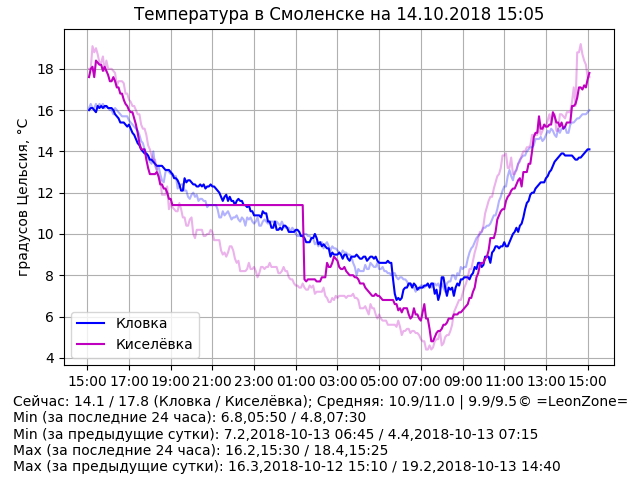 Температура в Смоленске на 14.10.2018 15:05
градусов Цельсия, °C
18
16
14
12
10
8
6
4
Кловка
Киселёвка
15:00 17:00 19:00 21:00 23:00 01:00 03:00 05:00 07:00 09:00 11:00 13:00 15:00
Сейчас: 14.1 / 17.8 (Кловка / Киселёвка); Средняя: 10.9/11.0 | 9.9/9.5© =LeonZone=
Min (за последние 24 часа): 6.8,05:50 / 4.8,07:30
Min (за предыдущие сутки): 7.2,2018-10-13 06:45 / 4.4,2018-10-13 07:15
Max (за последние 24 часа): 16.2,15:30 / 18.4,15:25
Max (за предыдущие сутки): 16.3,2018-10-12 15:10 / 19.2,2018-10-13 14:40